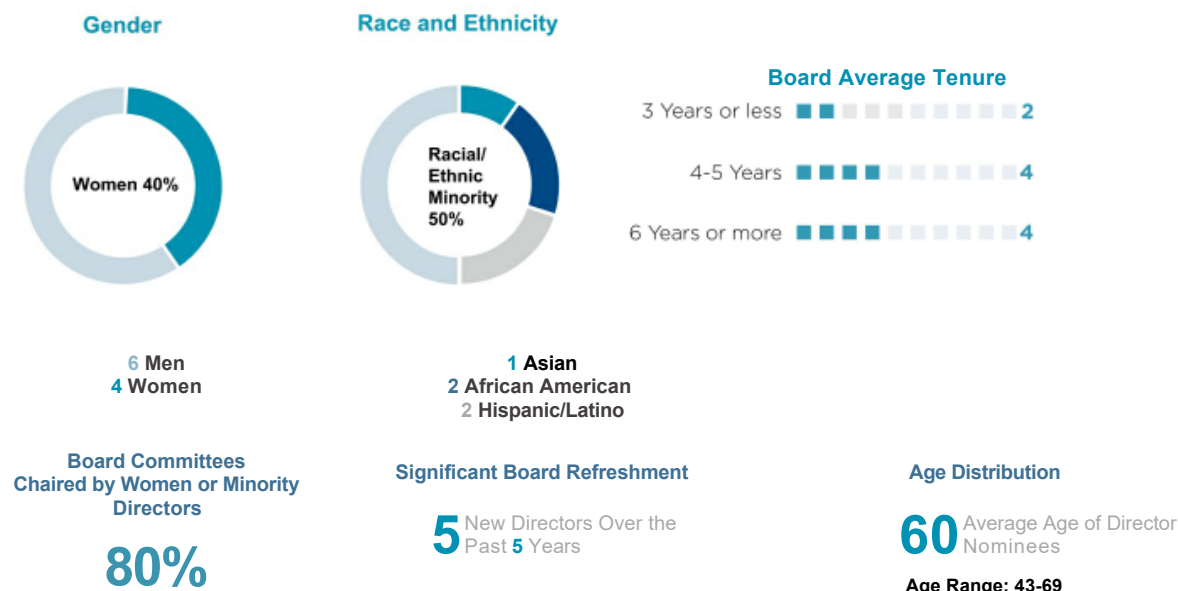 Gender
Women 40%
6 Men
4 Women
Race and Ethnicity
Racial/
Ethnic
Minority
50%
1 Asian
2 African American
2 Hispanic/Latino
Board Average Tenure
3 Years or less 2
4-5 Years 4
6 Years or more 4
Board Committees
Chaired by Women or Minority
Directors
80%
Significant Board Refreshment
5 New Directors Over the
Past 5 Years
Age Distribution
60 Average Age of Director
Nominees
Age Range: 43-69